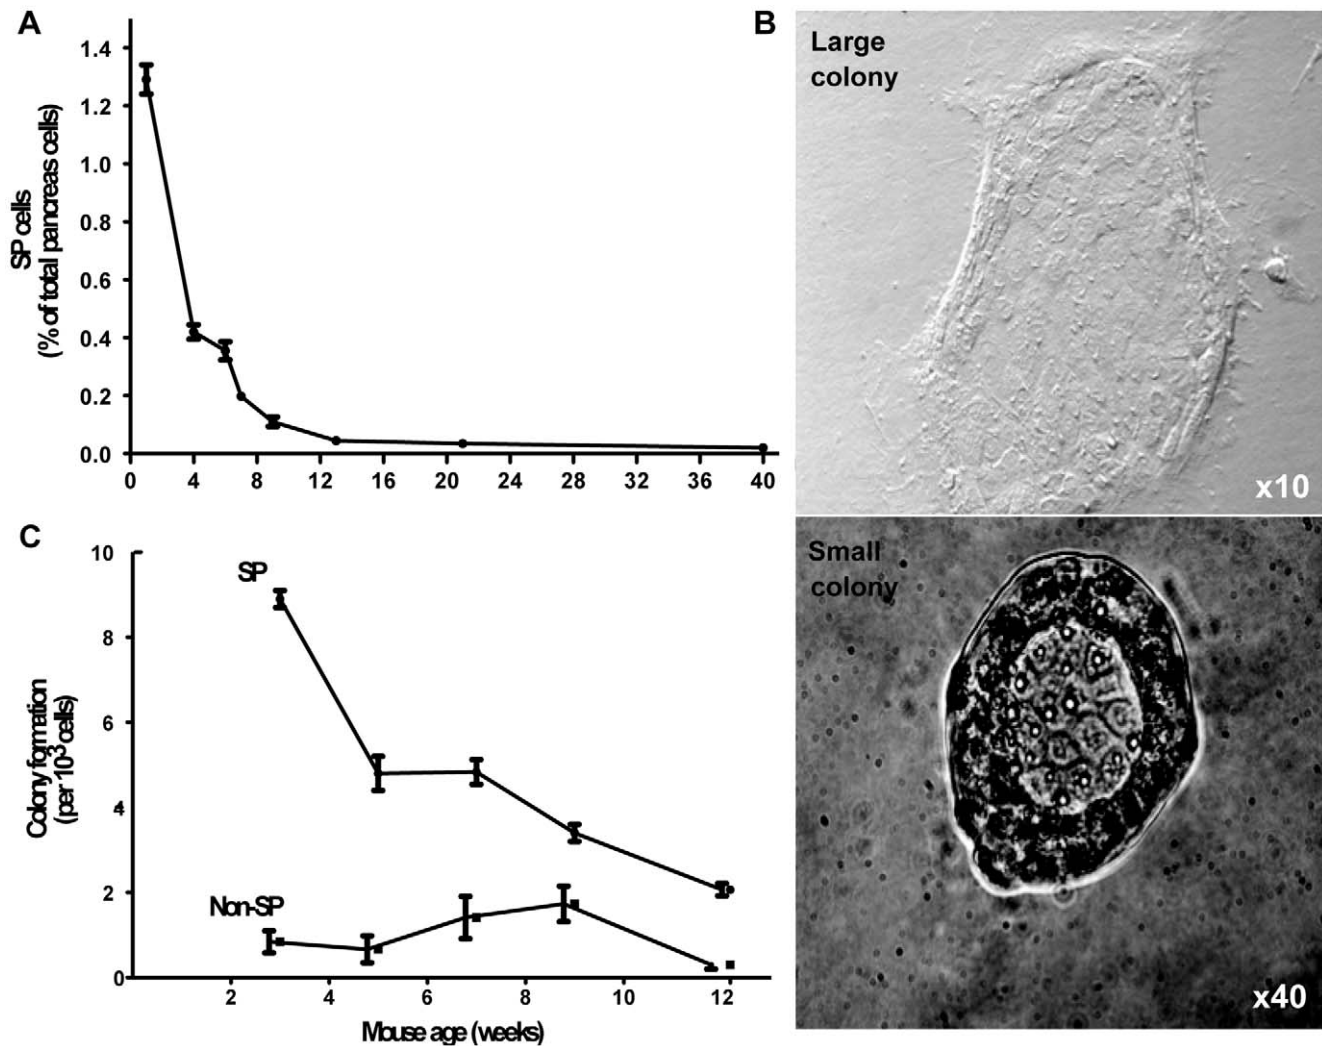 A
SP cells
(% of total pancreas cells)
1.4
1.2
1.0
0.8
0.6
0.4
0.2
0.0
0 4 8 12 16 20 24 28 32 36 40
B
Large
colony
x10
C
Colony formation
(per 10³ cells)
10
8
6
4
2
0
SP
Non-SP
2 4 6 8 10 12
Mouse age (weeks)
Small
colony
x40